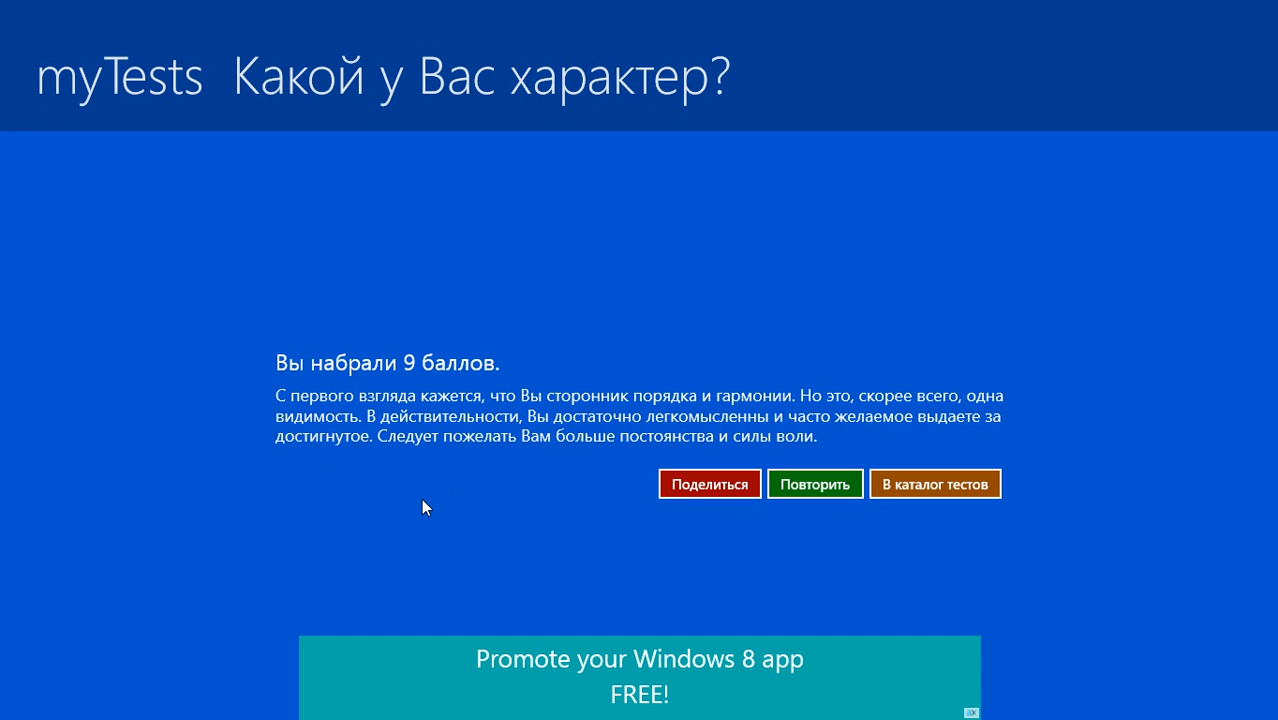 myTests Какой у Вас характер?
Вы набрали 9 баллов.
С первого взгляда кажется, что Вы сторонник порядка и гармонии. Но это, скорее всего, одна
видимость. В действительности, Вы достаточно легкомысленны и часто желаемое выдаете за
достигнутое. Следует пожелать Вам больше постоянства и силы воли.
Поделиться Повторить В каталог тестов
Promote your Windows 8 app
FREE!